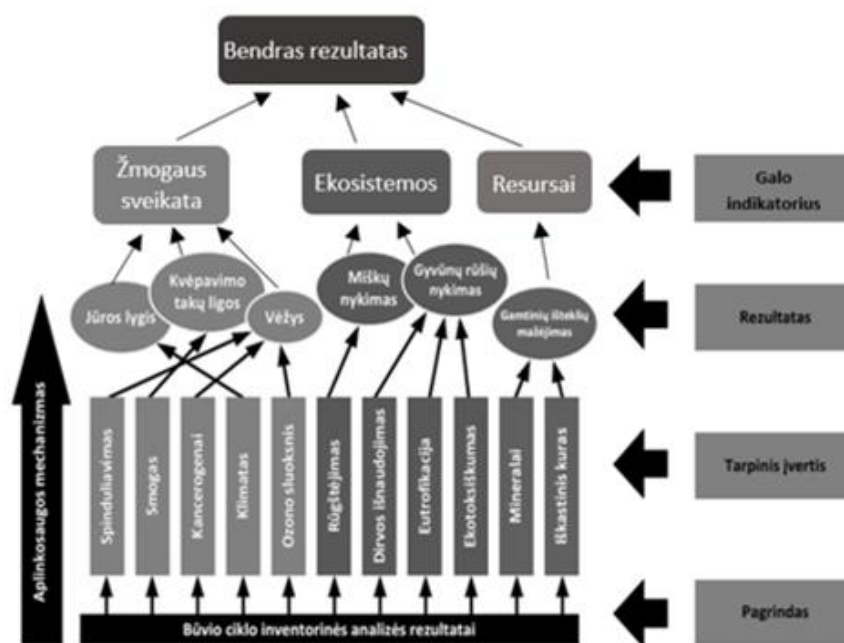 Bendras rezultatas
Žmogaus
sveikata
Ekosistemos
Resursai
Galo
indikatorius
Jūros lygis
Kvėpavimo
takų ligos
Vėžys
Miškų
nykimas
Gyvūnų rūšių
nykimas
Gamtinių išteklių
mažėjimas
Rezultatas
Aplinkosaugos mechanizmas
Spinduliavimas
Smogas
Kancerogenai
Klimatas
Ozono sluoksnis
Rūgštėjimas
Dirvos išnaudojimas
Eutrofikacija
Ekotoksiškumas
Mineralai
Iškastinis kuras
Tarpinis įvertis
Būvio ciklo inventorinės analizės rezultatai
Pagrindas